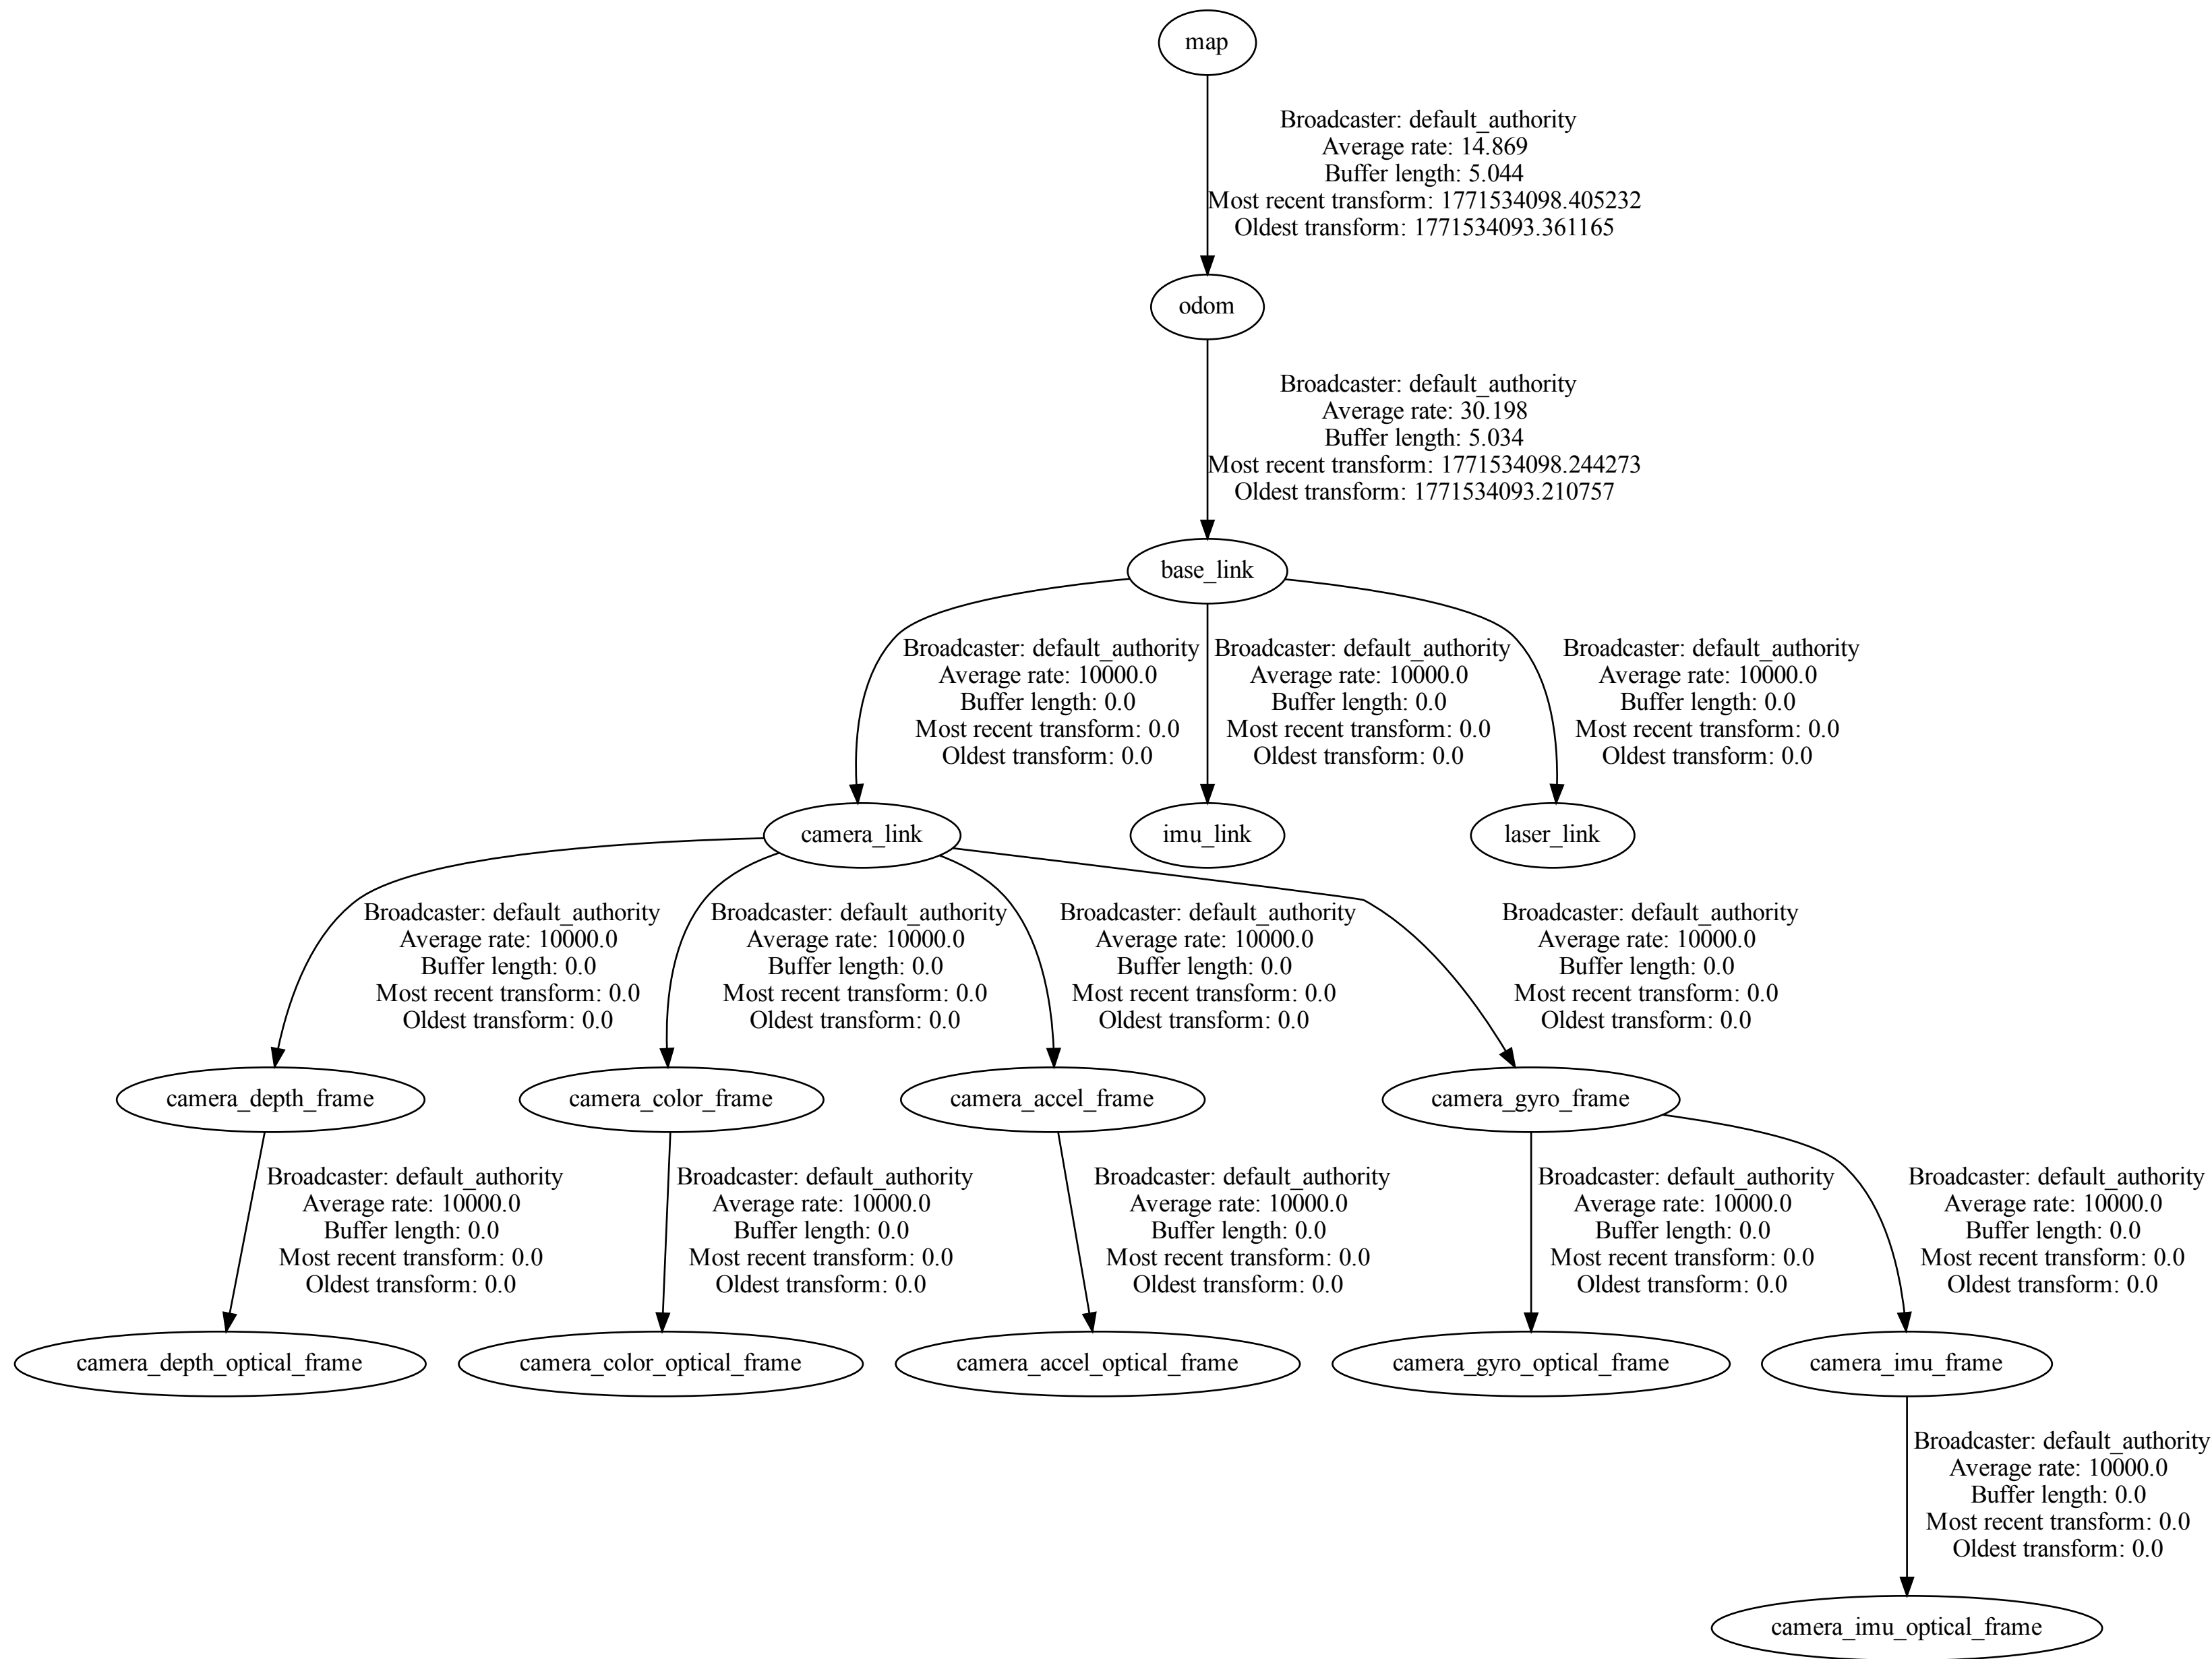 map
Broadcaster: default_authority
Average rate: 14.869
Buffer length: 5.044
Most recent transform: 1771534098.405232
Oldest transform: 1771534093.361165
odom
Broadcaster: default_authority
Average rate: 30.198
Buffer length: 5.034
Most recent transform: 1771534098.244273
Oldest transform: 1771534093.210757
base_link
Broadcaster: default_authority
Average rate: 10000.0
Buffer length: 0.0
Most recent transform: 0.0
Oldest transform: 0.0
Broadcaster: default_authority
Average rate: 10000.0
Buffer length: 0.0
Most recent transform: 0.0
Oldest transform: 0.0
Broadcaster: default_authority
Average rate: 10000.0
Buffer length: 0.0
Most recent transform: 0.0
Oldest transform: 0.0
camera_link
imu_link
laser_link
Broadcaster: default_authority
Average rate: 10000.0
Buffer length: 0.0
Most recent transform: 0.0
Oldest transform: 0.0
Broadcaster: default_authority
Average rate: 10000.0
Buffer length: 0.0
Most recent transform: 0.0
Oldest transform: 0.0
Broadcaster: default_authority
Average rate: 10000.0
Buffer length: 0.0
Most recent transform: 0.0
Oldest transform: 0.0
Broadcaster: default_authority
Average rate: 10000.0
Buffer length: 0.0
Most recent transform: 0.0
Oldest transform: 0.0
camera_depth_frame
camera_color_frame
camera_accel_frame
camera_gyro_frame
Broadcaster: default_authority
Average rate: 10000.0
Buffer length: 0.0
Most recent transform: 0.0
Oldest transform: 0.0
Broadcaster: default_authority
Average rate: 10000.0
Buffer length: 0.0
Most recent transform: 0.0
Oldest transform: 0.0
Broadcaster: default_authority
Average rate: 10000.0
Buffer length: 0.0
Most recent transform: 0.0
Oldest transform: 0.0
Broadcaster: default_authority
Average rate: 10000.0
Buffer length: 0.0
Most recent transform: 0.0
Oldest transform: 0.0
Broadcaster: default_authority
Average rate: 10000.0
Buffer length: 0.0
Most recent transform: 0.0
Oldest transform: 0.0
camera_depth_optical_frame
camera_color_optical_frame
camera_accel_optical_frame
camera_gyro_optical_frame
camera_imu_frame
Broadcaster: default_authority
Average rate: 10000.0
Buffer length: 0.0
Most recent transform: 0.0
Oldest transform: 0.0
camera_imu_optical_frame